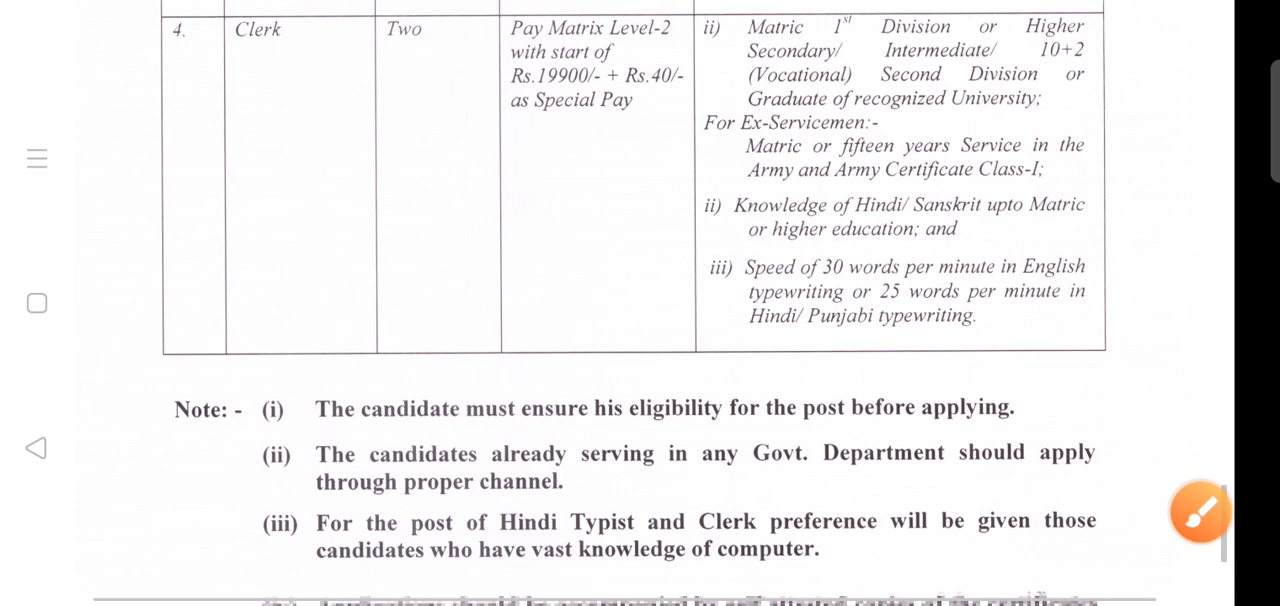 4. Clerk Two Pay Matrix Level-2 ii) Matric 1st Division or Higher
with start of Secondary/ Intermediate/ 10+2
Rs.19900/- + Rs.40/- (Vocational) Second Division or
as Special Pay Graduate of recognized University;
For Ex-Servicemen:-
Matric or fifteen years Service in the
Army and Army Certificate Class-I;
ii) Knowledge of Hindi/ Sanskrit upto Matric
or higher education; and
iii) Speed of 30 words per minute in English
typewriting or 25 words per minute in
Hindi/ Punjabi typewriting.
Note: - (i) The candidate must ensure his eligibility for the post before applying.
(ii) The candidates already serving in any Govt. Department should apply
through proper channel.
(iii) For the post of Hindi Typist and Clerk preference will be given those
candidates who have vast knowledge of computer.